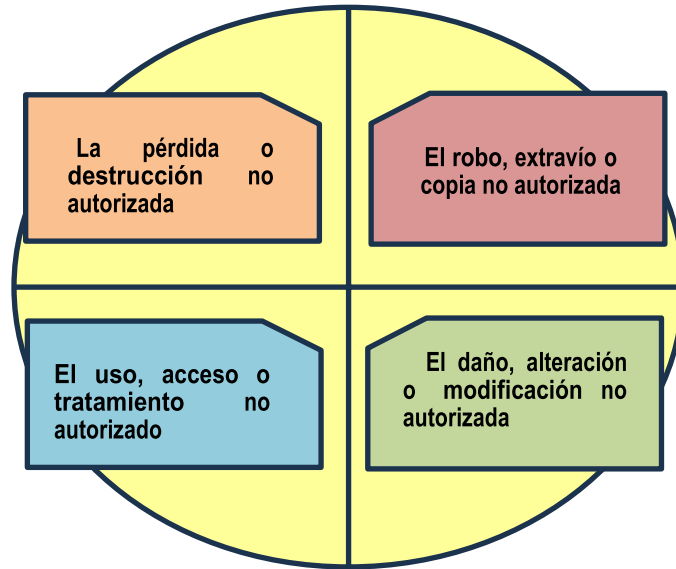 La pérdida o
destrucción no
autorizada
El robo, extravío o
copia no autorizada
El uso, acceso o
tratamiento no
autorizado
El daño, alteración
o modificación no
autorizada